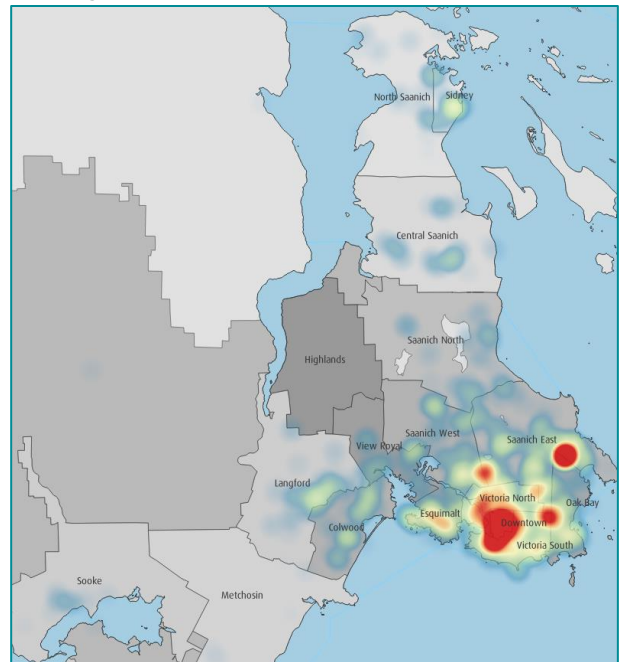 North Saanich
Sidney
Central Saanich
Saanich North
Highlands
Saanich West
Saanich East
View Royal
Langford
Victoria North
Oak Bay
Esquimalt
Downtown
Colwood
Victoria South
Sooke
Metchosin